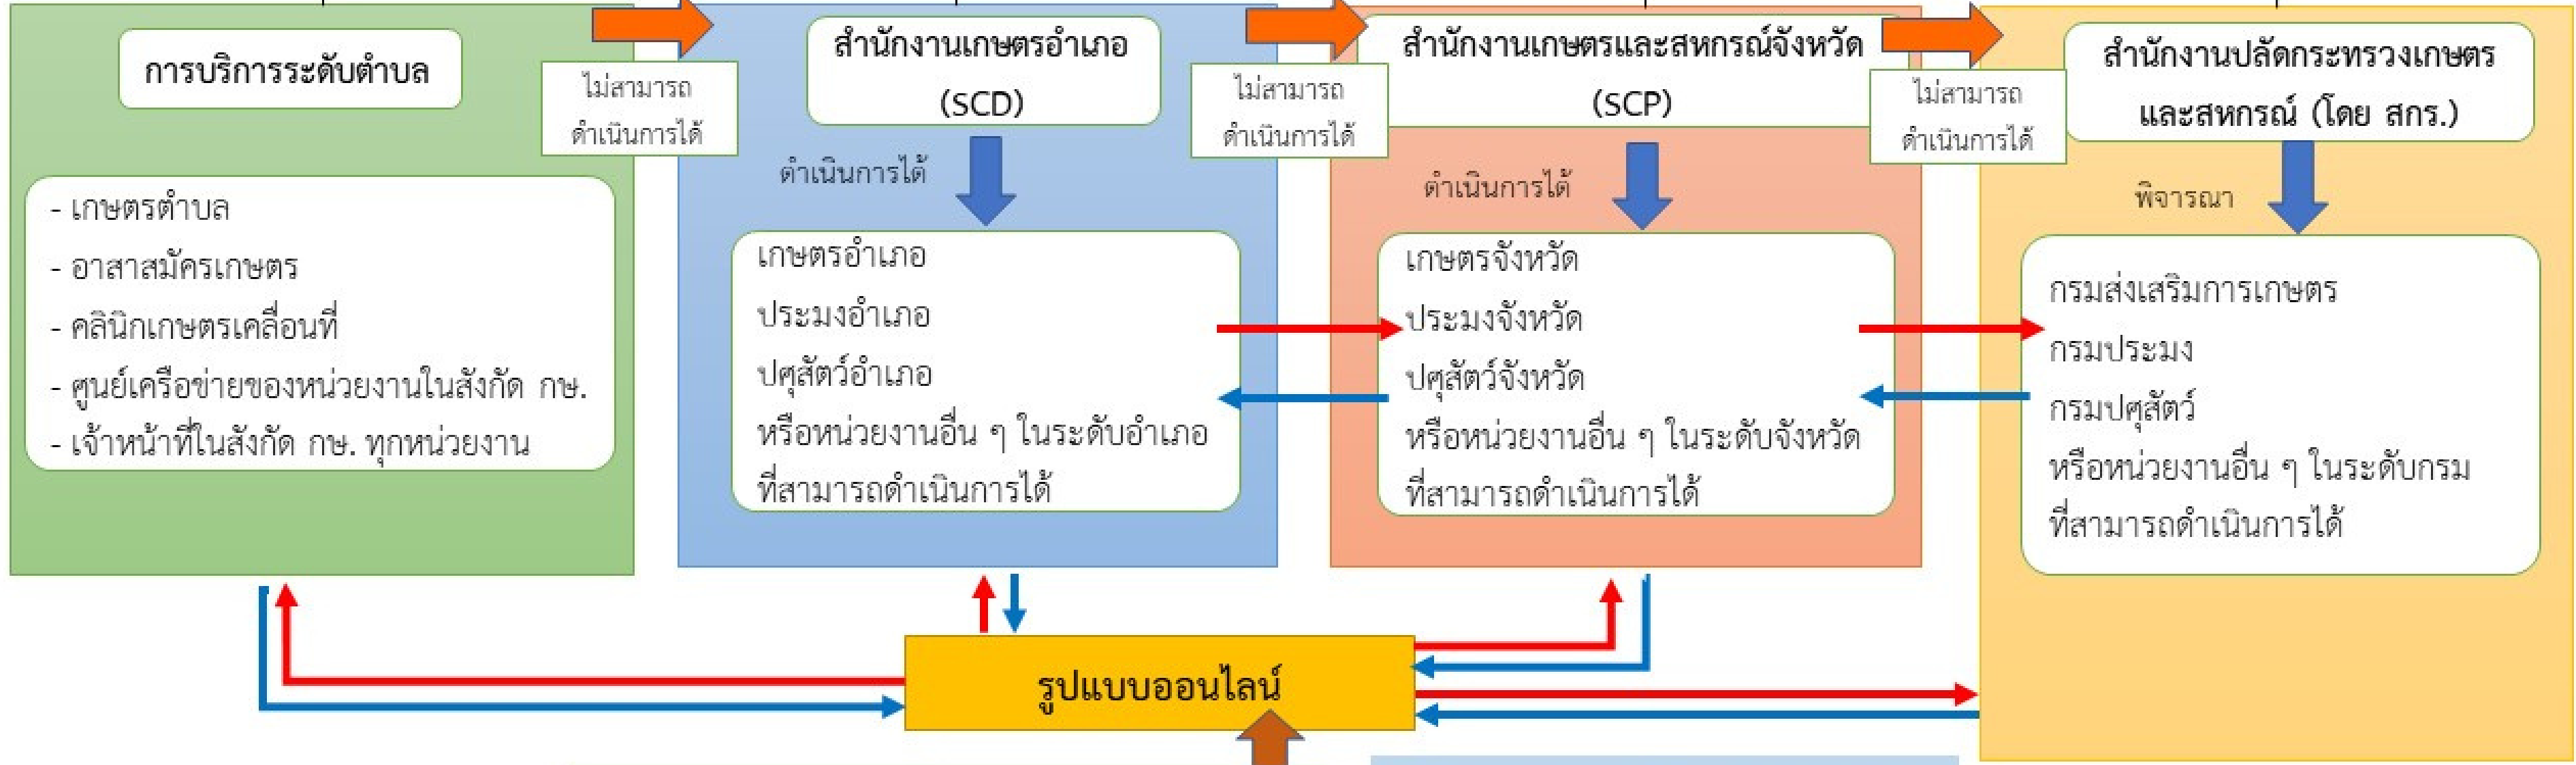 การบริการระดับตำบล
ไม่สามารถ
ดำเนินการได้
- เกษตรตำบล
- อาสาสมัครเกษตร
- คลินิกเกษตรเคลื่อนที่
- ศูนย์เครือข่ายของหน่วยงานในสังกัด กษ.
- เจ้าหน้าที่ในสังกัด กษ. ทุกหน่วยงาน
สำนักงานเกษตรอำเภอ
(SCD)
ไม่สามารถ
ดำเนินการได้
ดำเนินการได้
เกษตรอำเภอ
ประมงอำเภอ
ปศุสัตว์อำเภอ
หรือหน่วยงานอื่น ๆ ในระดับอำเภอ
ที่สามารถดำเนินการได้
สำนักงานเกษตรและสหกรณ์จังหวัด
(SCP)
ไม่สามารถ
ดำเนินการได้
ดำเนินการได้
เกษตรจังหวัด
ประมงจังหวัด
ปศุสัตว์จังหวัด
หรือหน่วยงานอื่น ๆ ในระดับจังหวัด
ที่สามารถดำเนินการได้
สำนักงานปลัดกระทรวงเกษตร
และสหกรณ์ (โดย สกร.)
พิจารณา
กรมส่งเสริมการเกษตร
กรมประมง
กรมปศุสัตว์
หรือหน่วยงานอื่น ๆ ในระดับกรม
ที่สามารถดำเนินการได้
รูปแบบออนไลน์